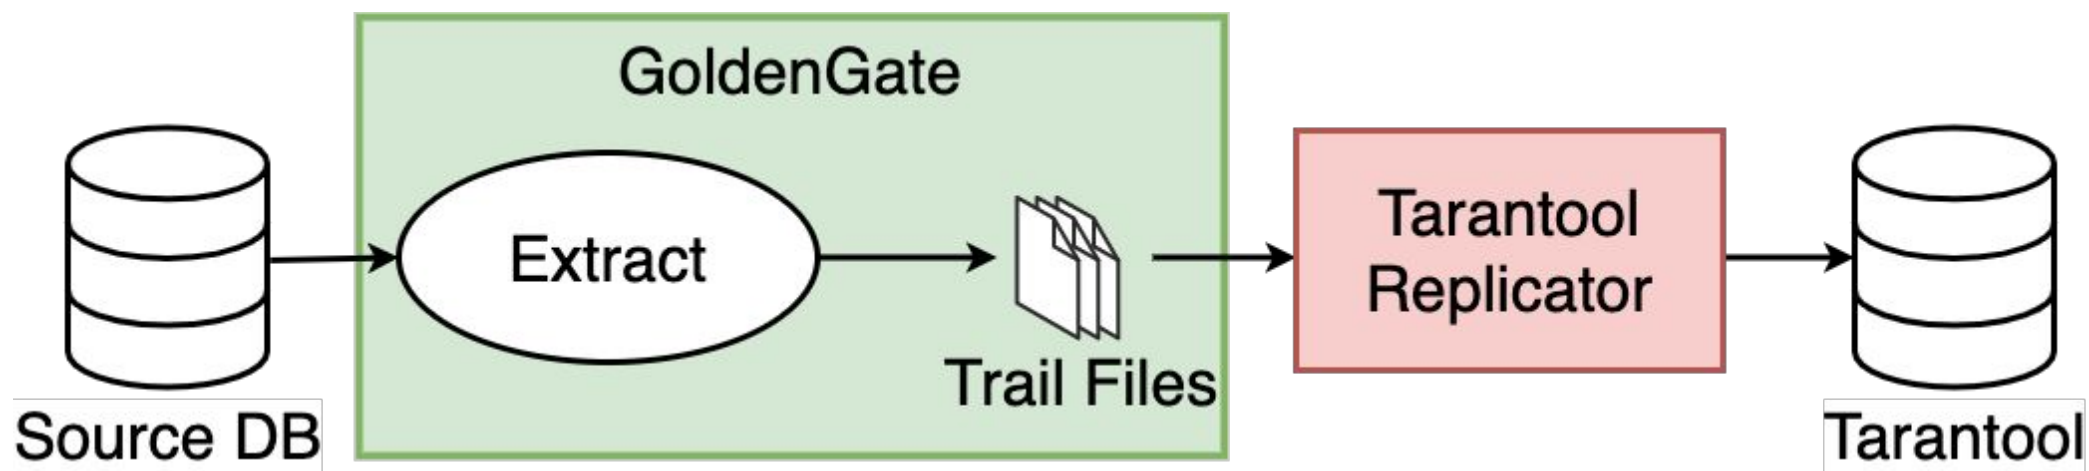 GoldenGate
Source DB
Extract
Trail Files
Tarantool
Replicator
Tarantool